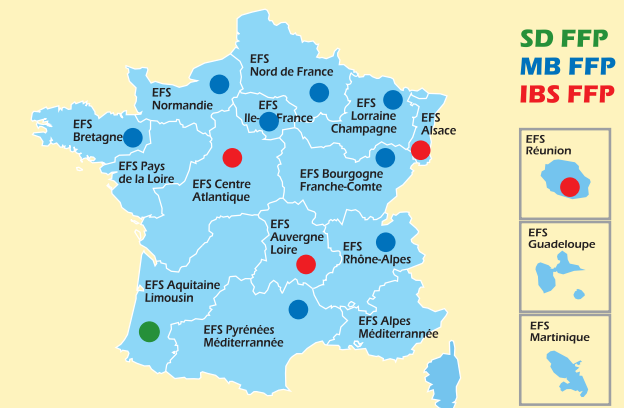 SD FFP
MB FFP
IBS FFP
EFS
Nord de France
EFS
Normandie
EFS
Ile-de-France
EFS
Lorraine
Champagne
EFS
Alsace
EFS
Bretagne
EFS Pays
de la Loire
EFS Centre
Atlantique
EFS Bourgogne
Franche-Comte
EFS
Auvergne
Loire
EFS
Rhône-Alpes
EFS Aquitaine
Limousin
EFS Pyrénées
Méditerrannée
EFS Alpes
Méditerrannée
EFS
Réunion
EFS
Guadeloupe
EFS
Martinique